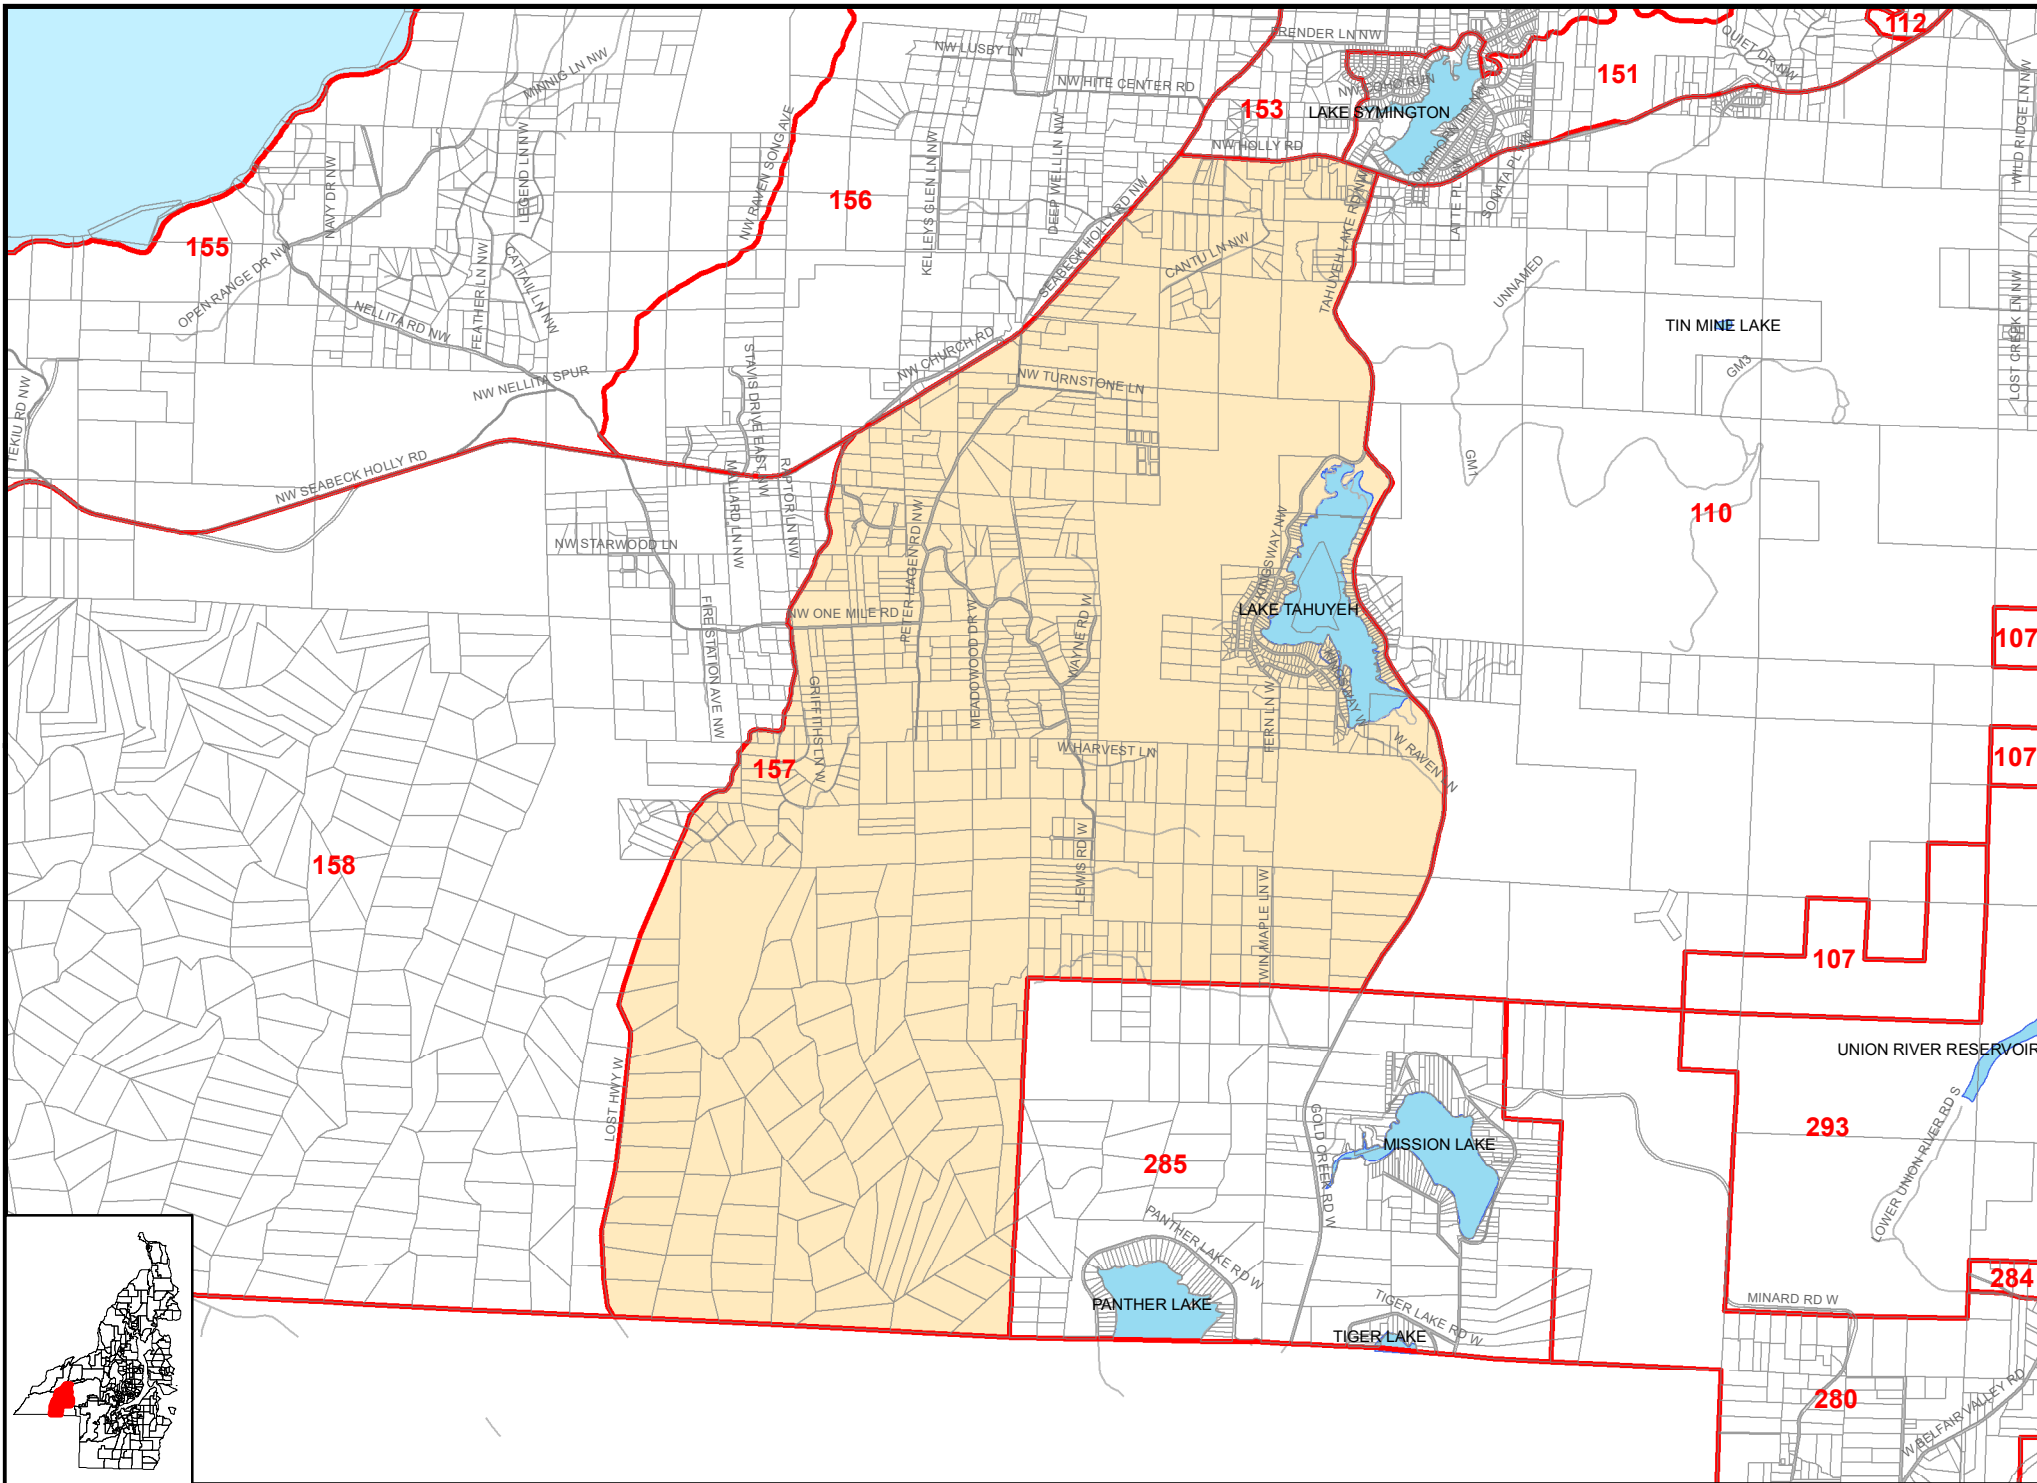 112
QUIET DR NW
NW LUSBY LN
151
MINNIG LN NW
NW HITE CENTER RD
153
LAKE SYMINGTON
WILD RIDGE LN NW
NW HOLLY RD
NW RAVEN SONG AVE
LEGEND LN NW
NAVY DR NW
156
KELLEYS GLEN LN NW
DEEP WELL LN NW
SEABECK HOLLY RD NW
TAHUYEH LAKE RD NW
LATTE PL NW
SONATA PL NW
155
OPEN RANGE DR NW
FEATHER LN NW
CATTAIL LN NW
CANTU LN NW
UNNAMED
NELLITA RD NW
TIN MINE LAKE
LOST CREEK LN NW
NW CHURCH RD
STAVIS DRIVE EAST NW
GM3
NW TURNSTONE LN
NW NELLITA SPUR
TEKIU RD NW
NW SEABECK HOLLY RD
MALLARD LN NW
RAPTOR LN NW
GM1
110
NW STARWOOD LN
PETER HAGEN RD NW
KINGSWAY NW
LAKE TAHUYEH
NW ONE MILE RD
FIRE STATION AVE NW
MEADOWOOD DR W
WAYNE RD W
107
GRIFFITHS LN W
FERN LN W
KINGSWAY W
W HARVEST LN
W RAVEN LN
157
107
158
LEWIS RD W
TWIN MAPLE LN W
107
LOST HWY W
UNION RIVER RESERVOIR
GOLD CREEK RD W
MISSION LAKE
293
LOWER UNION RIVER RD S
285
PANTHER LAKE RD W
284
PANTHER LAKE
TIGER LAKE RD W
MINARD RD W
TIGER LAKE
280
W BELFAIR VALLEY RD